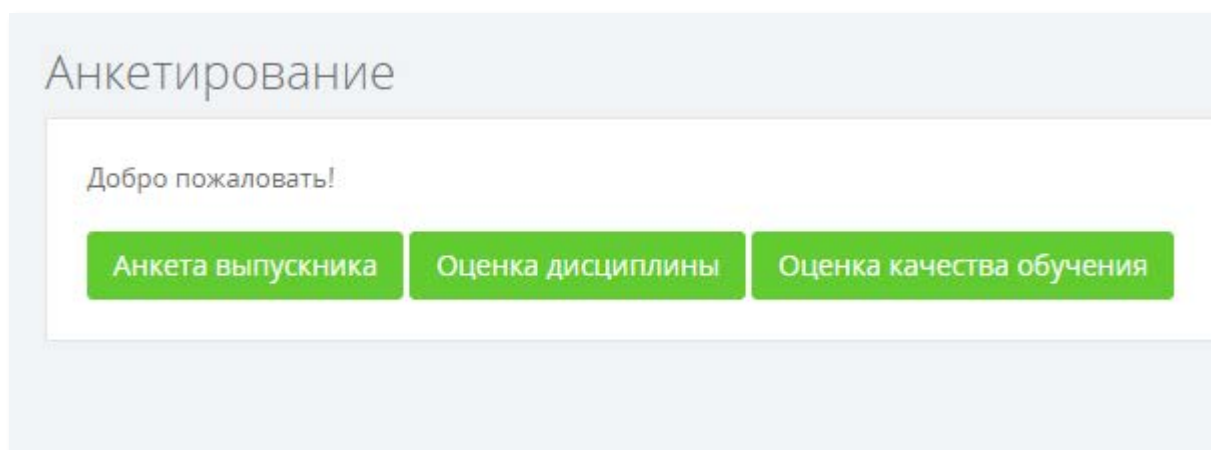 Анкетирование
Добро пожаловать!
Анкета выпускника Оценка дисциплины Оценка качества обучения